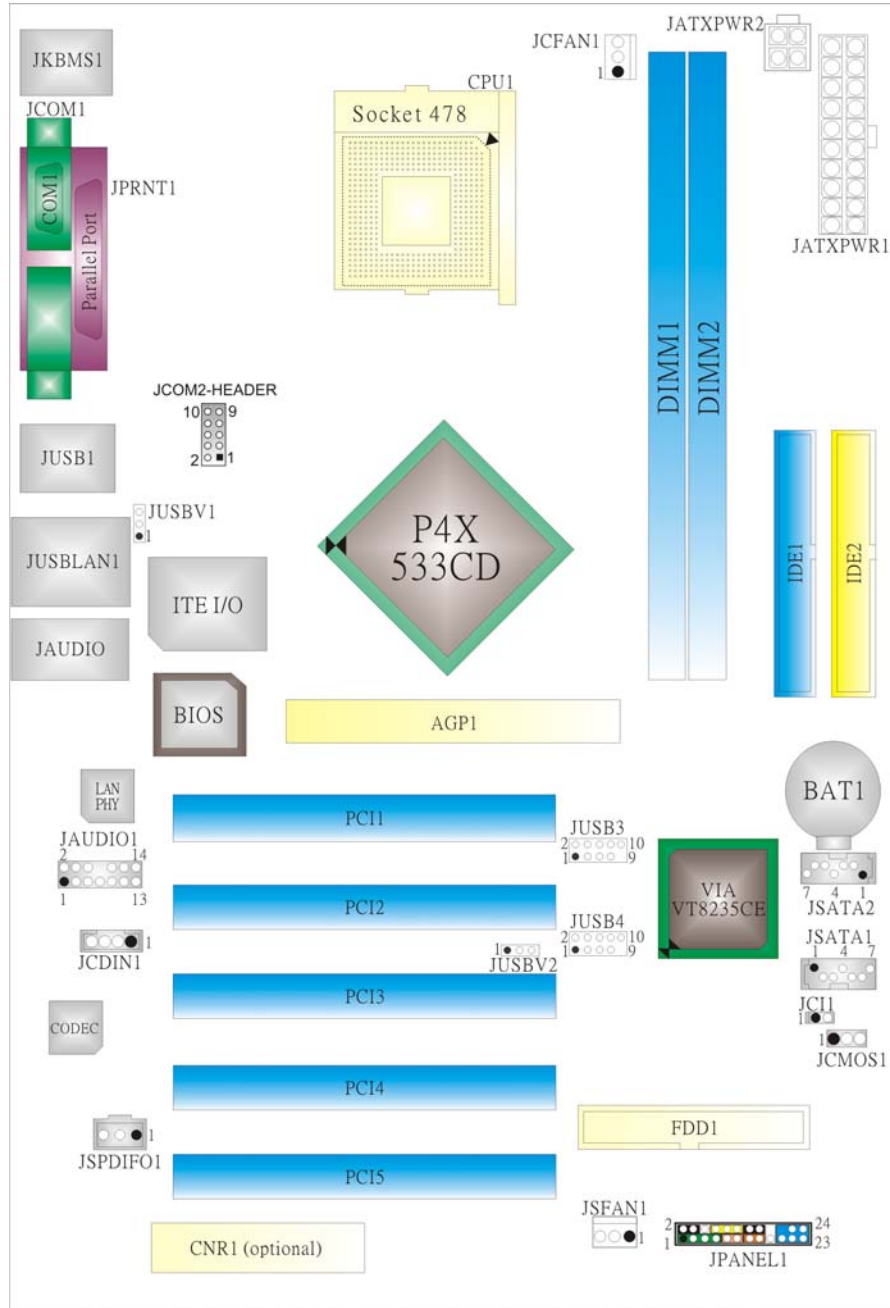 JATXPWR2
JCFAN1
1
JKBMS1
CPU1
Socket 478
JCOM1
COM1
JPRNT1
Parallel Port
JATXPWR1
DIMM1
DIMM2
JCOM2-HEADER
10 9
2 1
JUSB1
JUSBV1
1
P4X
533CD
JUSBLAN1
ITE I/O
IDE1
IDE2
JAUDIO
BIOS
AGP1
LAN
PHY
BAT1
PCI1
JUSB3
2 10
1 9
JAUDIO1
2 14
1 13
VIA
VT8235CE
7 4 1
JSATA2
PCI2
JUSB4
2 10
1 9
1
JUSBV2
JCDIN1
1
JSATA1
1 4 7
PCI3
JCI1
1
CODEC
1
JCMOS1
PCI4
FDD1
1
JSPDIFO1
PCI5
JSFAN1
1
2 24
1 23
JPANEL1
CNR1 (optional)